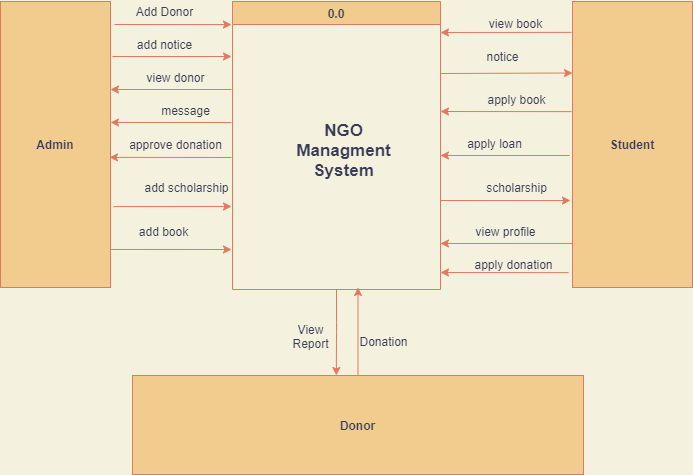 Add Donor
0.0
view book
add notice
notice
view donor
apply book
message
NGO
Managment
System
Admin
approve donation
apply loan
Student
add scholarship
scholarship
add book
view profile
apply donation
View
Report
Donation
Donor